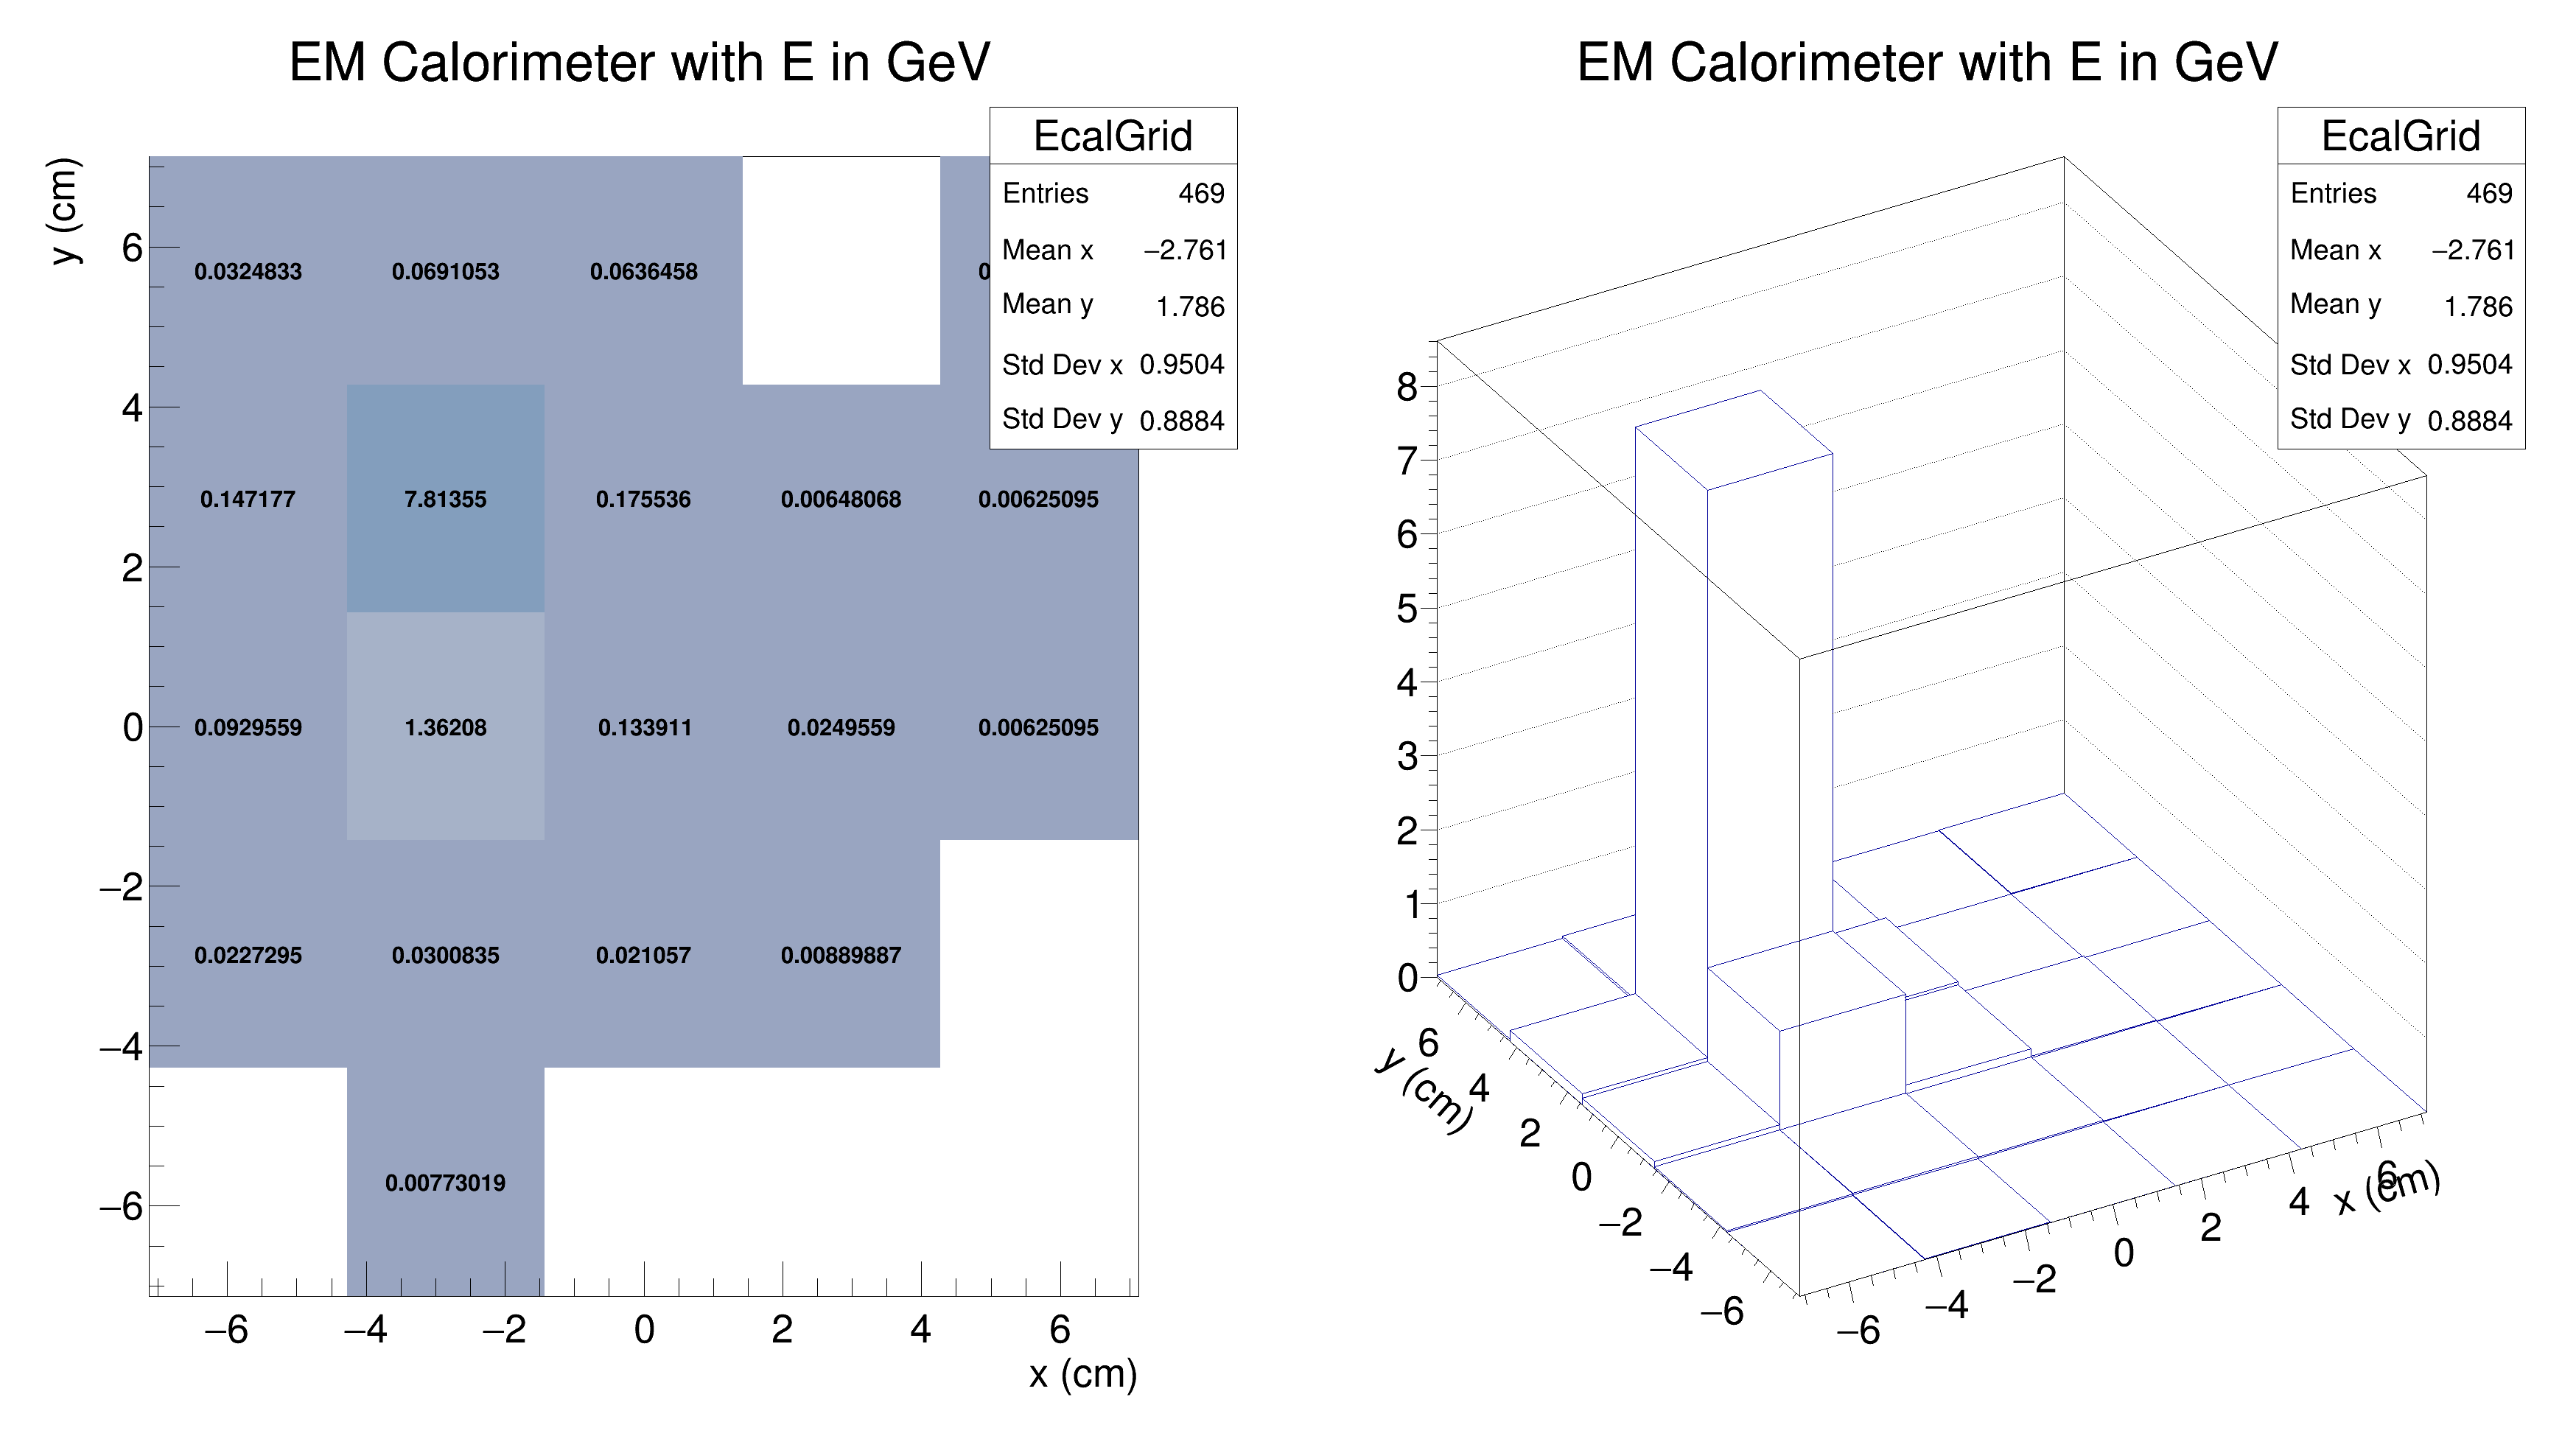 EM Calorimeter with E in GeV
EcalGrid
Entries 469
Mean x −2.761
Mean y 1.786
Std Dev x 0.9504
Std Dev y 0.8884
y (cm)
6
4
2
0
−2
−4
−6
0.0324833 0.0691053 0.0636458
0.147177 7.81355 0.175536 0.00648068 0.00625095
0.0929559 1.36208 0.133911 0.0249559 0.00625095
0.0227295 0.0300835 0.021057 0.00889887
0.00773019
−6 −4 −2 0 2 4 6
x (cm)
EM Calorimeter with E in GeV
EcalGrid
Entries 469
Mean x −2.761
Mean y 1.786
Std Dev x 0.9504
Std Dev y 0.8884
8
7
6
5
4
3
2
1
0
y (cm)
6
4
2
0
−2
−4
−6
−6 −4 −2 0 2 4 6
x (cm)